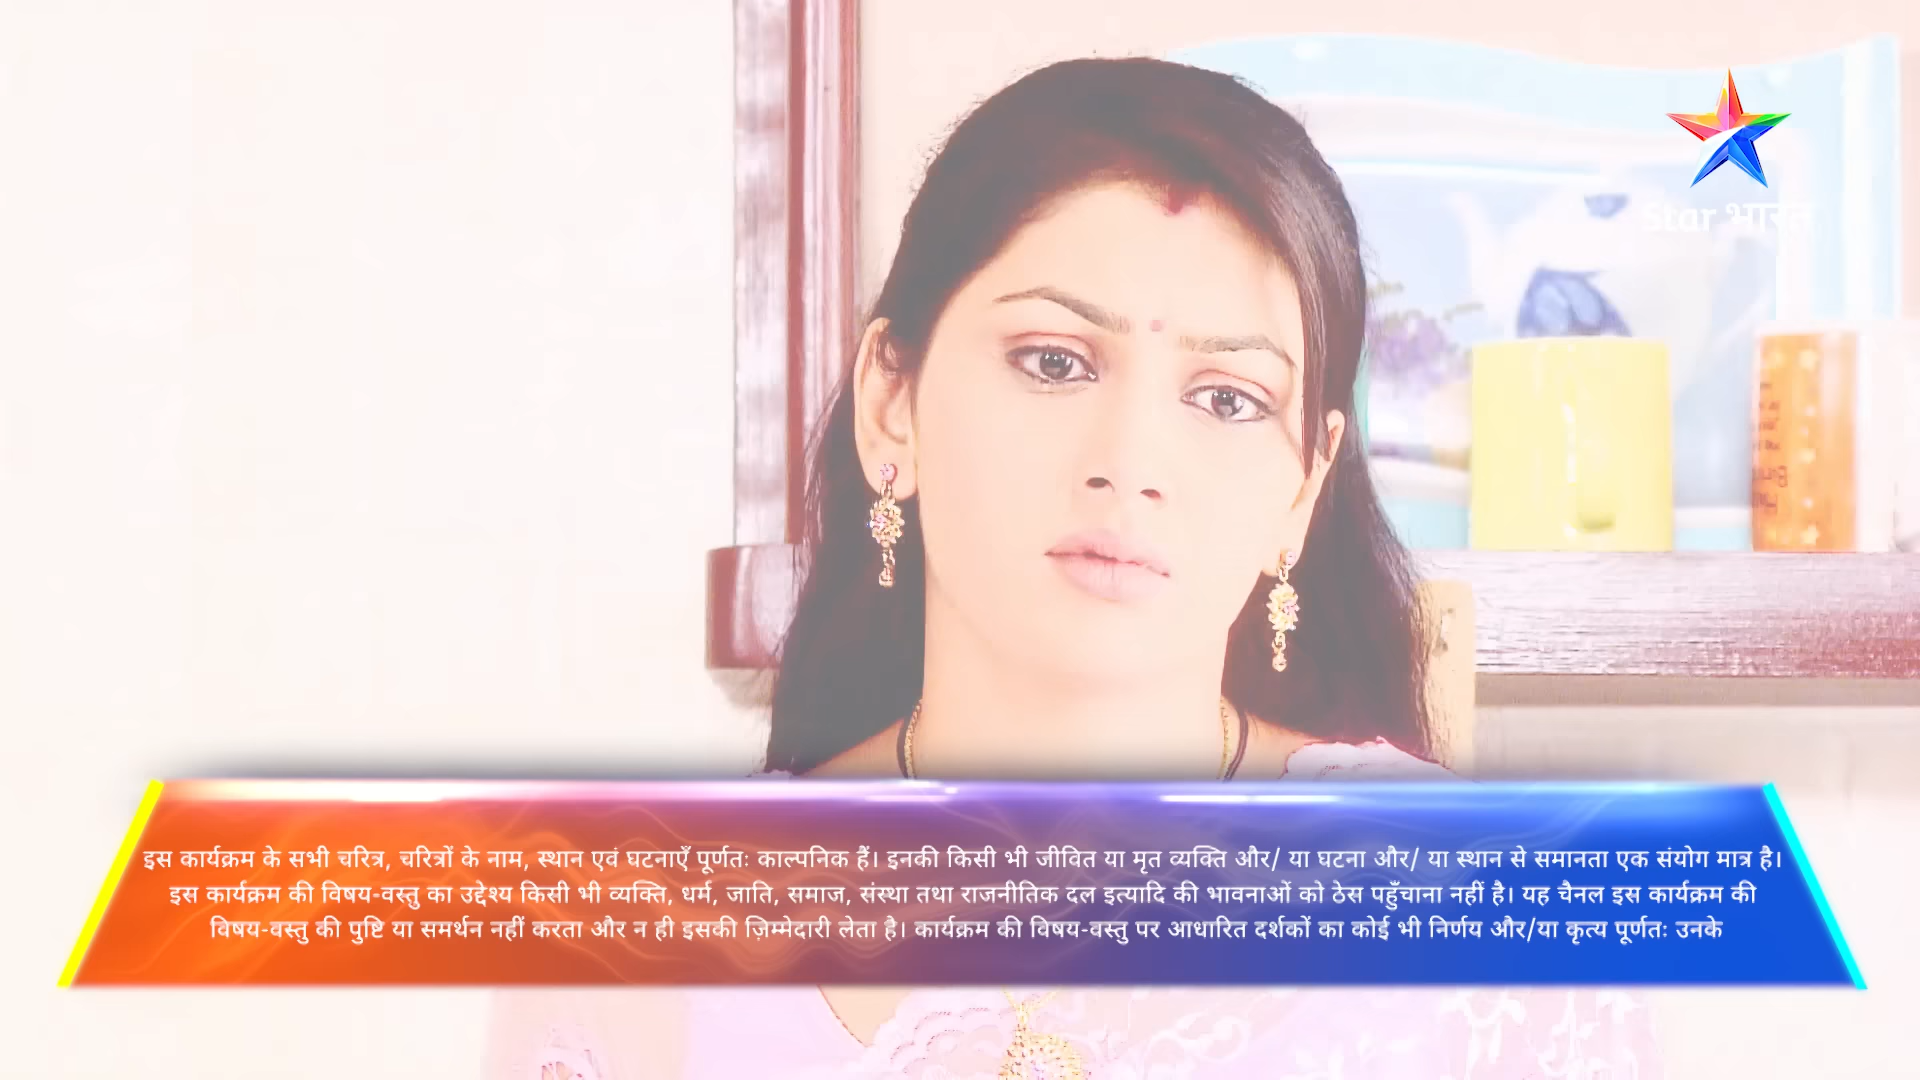 Star भारत
इस कार्यक्रम के सभी चरित्र, चरित्रों के नाम, स्थान एवं घटनाएँ पूर्णतः काल्पनिक हैं। इनकी किसी भी जीवित या मृत व्यक्ति और/ या घटना और/ या स्थान से समानता एक संयोग मात्र है।
इस कार्यक्रम की विषय-वस्तु का उद्देश्य किसी भी व्यक्ति, धर्म, जाति, समाज, संस्था तथा राजनीतिक दल इत्यादि की भावनाओं को ठेस पहुँचाना नहीं है। यह चैनल इस कार्यक्रम की
विषय-वस्तु की पुष्टि या समर्थन नहीं करता और न ही इसकी ज़िम्मेदारी लेता है। कार्यक्रम की विषय-वस्तु पर आधारित दर्शकों का कोई भी निर्णय और/या कृत्य पूर्णतः उनके